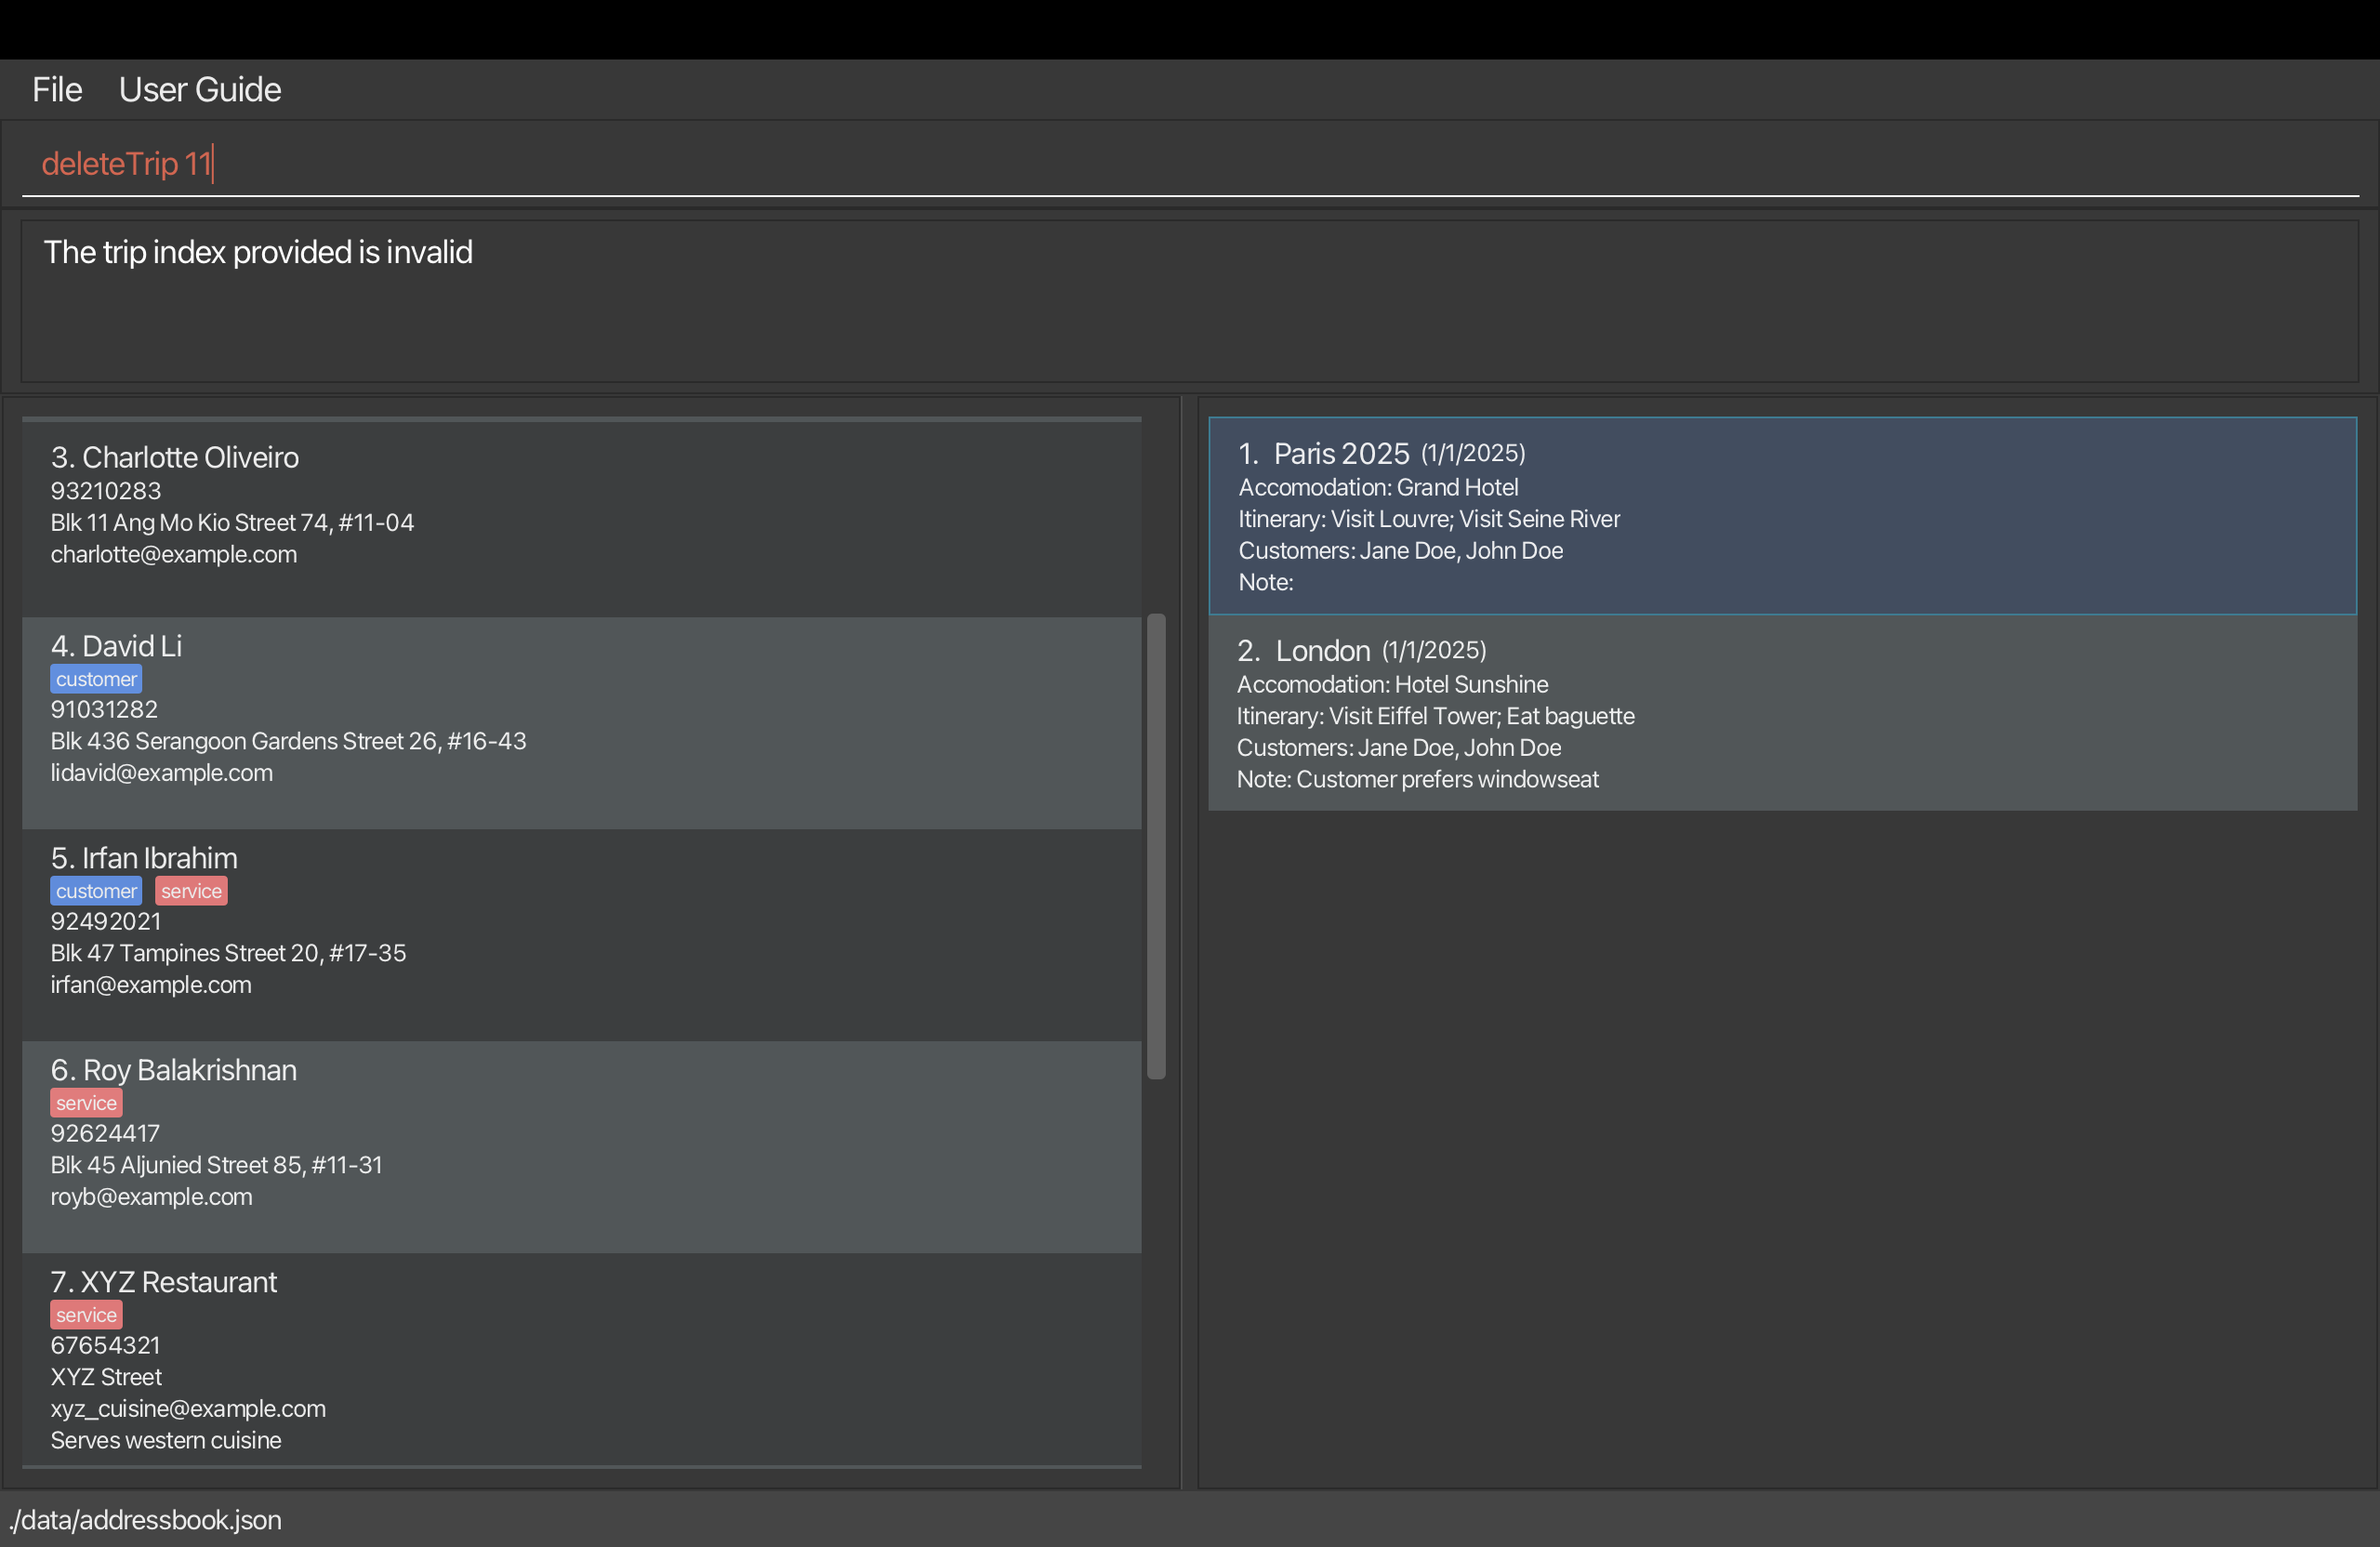 File User Guide
deleteTrip 11
The trip index provided is invalid
3. Charlotte Oliveiro
93210283
Blk 11 Ang Mo Kio Street 74, #11-04
charlotte@example.com
4. David Li
customer
91031282
Blk 436 Serangoon Gardens Street 26, #16-43
lidavid@example.com
5. Irfan Ibrahim
customer service
92492021
Blk 47 Tampines Street 20, #17-35
irfan@example.com
6. Roy Balakrishnan
service
92624417
Blk 45 Aljunied Street 85, #11-31
royb@example.com
7. XYZ Restaurant
service
67654321
XYZ Street
xyz_cuisine@example.com
Serves western cuisine
1. Paris 2025 (1/1/2025)
Accomodation: Grand Hotel
Itinerary: Visit Louvre; Visit Seine River
Customers: Jane Doe, John Doe
Note:
2. London (1/1/2025)
Accomodation: Hotel Sunshine
Itinerary: Visit Eiffel Tower; Eat baguette
Customers: Jane Doe, John Doe
Note: Customer prefers windowseat
./data/addressbook.json